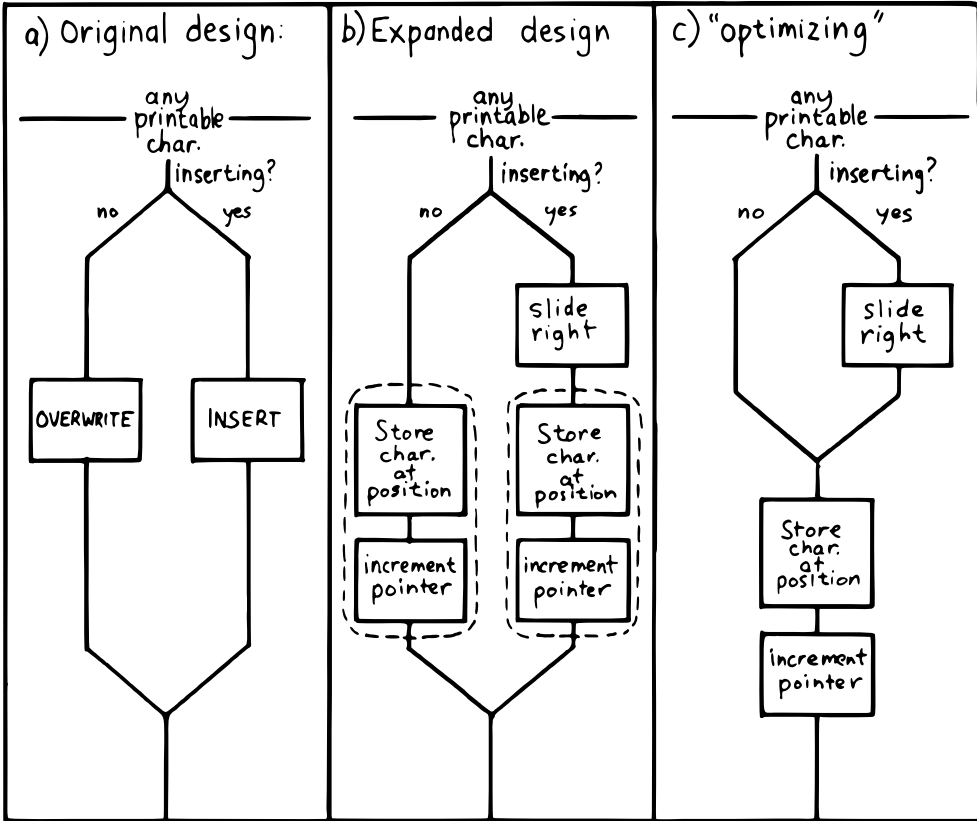 a) Original design:
any
printable
char.
inserting?
no
yes
OVERWRITE
INSERT
b) Expanded design
any
printable
char.
inserting?
no
yes
slide
right
Store
char.
at
position
increment
pointer
Store
char.
at
position
increment
pointer
c) "optimizing"
any
printable
char.
inserting?
no
yes
slide
right
Store
char.
at
position
increment
pointer